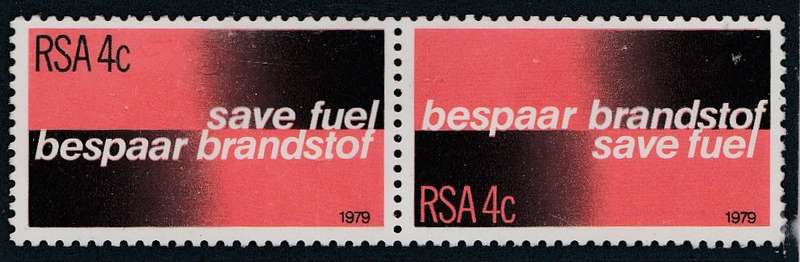 RSA 4c
save fuel
bespaar brandstof
1979
bespaar brandstof
save fuel
RSA 4c
1979